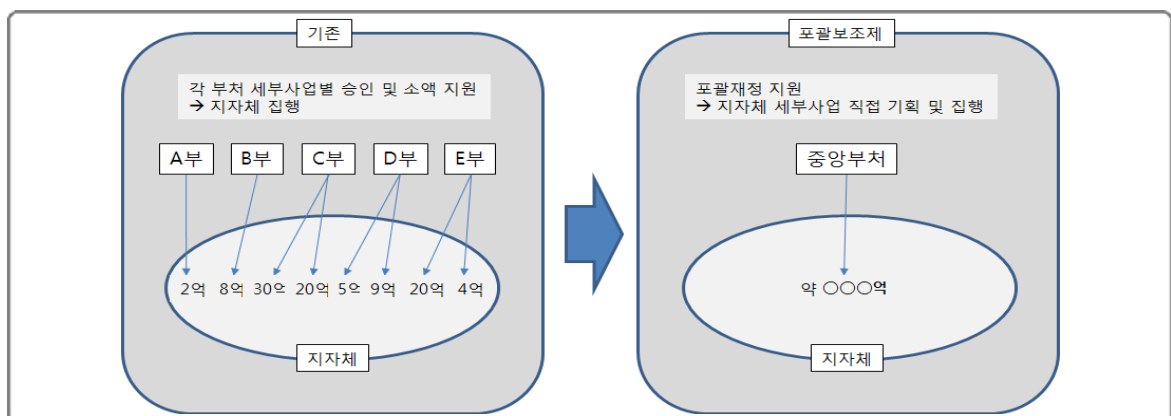 기존
각 부처 세부사업별 승인 및 소액 지원
→ 지자체 집행
A부 B부 C부 D부 E부
2억 8억 30억 20억 5억 9억 20억 4억
지자체
포괄보조제
포괄재정 지원
→ 지자체 세부사업 직접 기획 및 집행
중앙부처
약 ○○○억
지자체